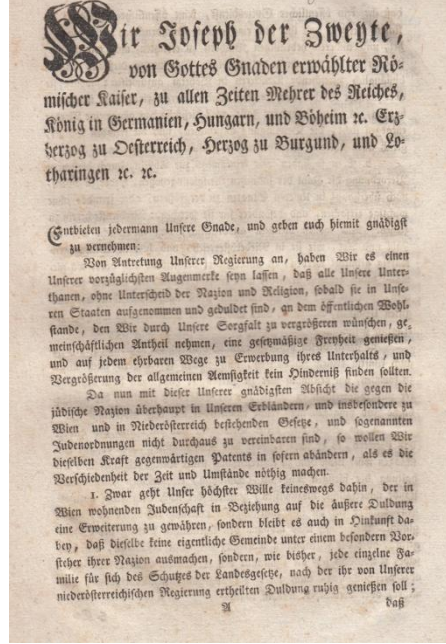 Wir Joseph der Zweyte,
von Gottes Gnaden erwählter Rö-
mischer Kaiser, zu allen Zeiten Mehrer des Reiches,
König in Germanien, Hungarn, und Böheim ꝛc. Erz-
herzog zu Oesterreich, Herzog zu Burgund, und Lo-
tharingen ꝛc. ꝛc.
Entbieten jedermann Unsere Gnade, und geben euch hiemit gnädigst
zu vernehmen:
Von Antretung Unserer Regierung an, haben Wir es einen
Unserer vorzüglichsten Augenmerke seyn lassen, daß alle Unsere Unter-
thanen, ohne Unterscheid der Nazion und Religion, sobald sie in Unse-
ren Staaten aufgenommen und geduldet sind, an dem öffentlichen Wohl-
stande, den Wir durch Unsere Sorgfalt zu vergrößeren wünschen, ge-
meinschäftlichen Antheil nehmen, eine gesetzmäßige Freyheit genießen,
und auf jedem ehrbaren Wege zu Erwerbung ihres Unterhalts, und
Vergrößerung der allgemeinen Aemsigkeit kein Hinderniß finden sollten.
Da nun mit dieser Unserer gnädigsten Absicht die gegen die
jüdische Nazion überhaupt in Unseren Erbländern, und insbesondere zu
Wien und in Niederösterreich bestehenden Gesetze, und sogenannten
Judenordnungen nicht durchaus zu vereinbaren sind, so wollen Wir
dieselben Kraft gegenwärtigen Patents in sofern abändern, als es die
Verschiedenheit der Zeit und Umstände nöthig machen.
1. Zwar geht Unser höchster Wille keineswegs dahin, der in
Wien wohnenden Judenschaft in Beziehung auf die äußere Duldung
eine Erweiterung zu gewähren, sondern bleibt es auch in Hinkunft da-
bey, daß dieselbe keine eigentliche Gemeinde unter einem besondern Vor-
steher ihrer Nazion ausmachen, sondern, wie bisher, jede einzelne Fa-
milie für sich des Schutzes der Landesgesetze, nach der ihr von Unserer
niederösterreichischen Regierung ertheilten Duldung ruhig genießen soll;
A daß